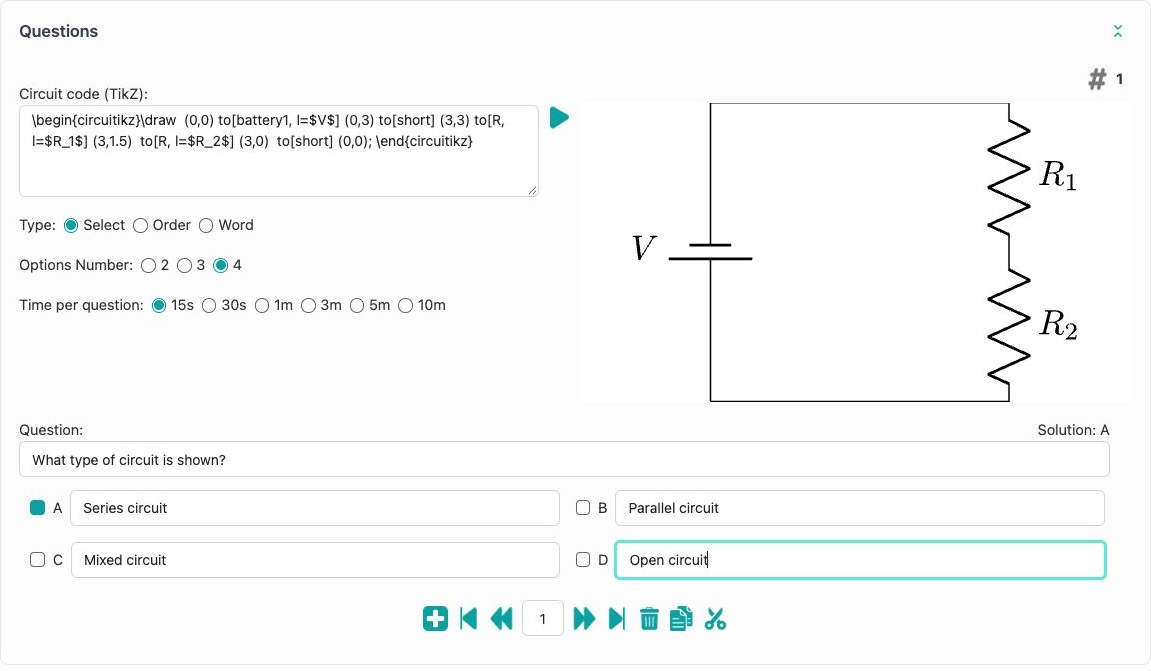 Questions
# 1
Circuit code (TikZ):
\begin{circuitikz}\draw  (0,0) to[battery1, l=$V$] (0,3) to[short] (3,3) to[R,
l=$R_1$] (3,1.5)  to[R, l=$R_2$] (3,0)  to[short] (0,0); \end{circuitikz}
R1
V
R2
Type: Select Order Word
Options Number: 2 3 4
Time per question: 15s 30s 1m 3m 5m 10m
Question:
Solution: A
What type of circuit is shown?
A Series circuit
B Parallel circuit
C Mixed circuit
D Open circuit
1